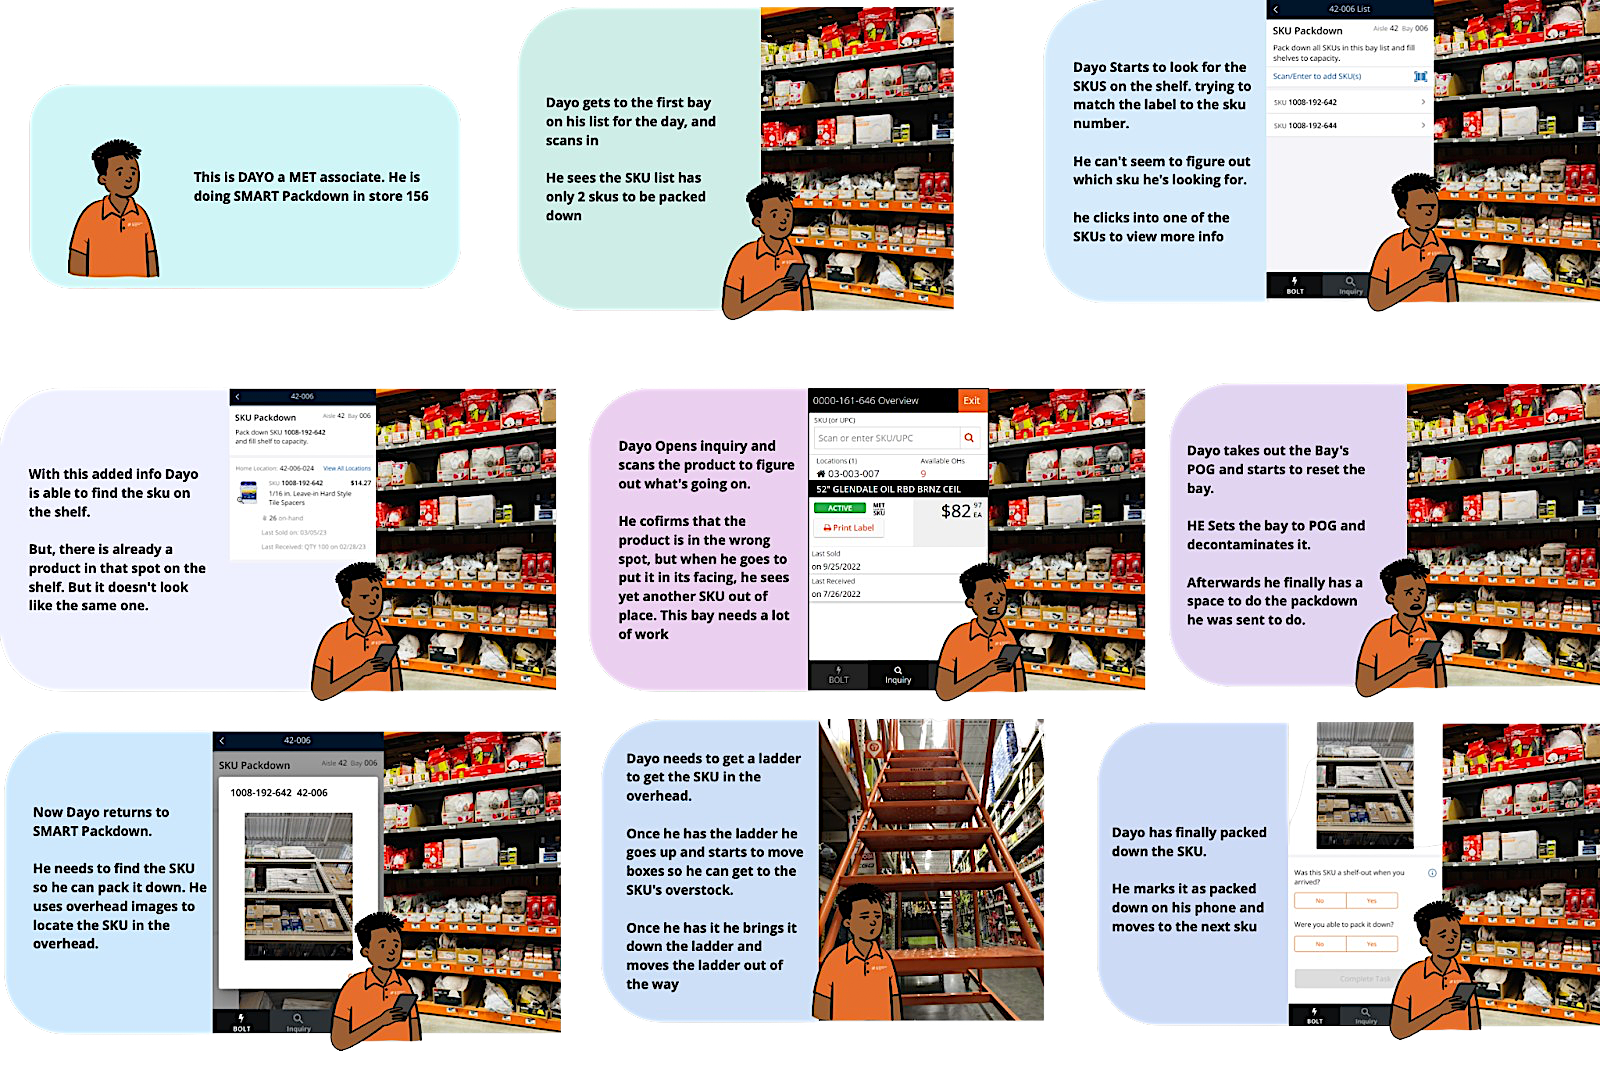 This is DAYO a MET associate. He is
doing SMART Packdown in store 156
Dayo gets to the first bay
on his list for the day, and
scans in
He sees the SKU list has
only 2 skus to be packed
down
Dayo Starts to look for the
SKUS on the shelf. trying to
match the label to the sku
number.
He can't seem to figure out
which sku he's looking for.
he clicks into one of the
SKUs to view more info
42-006 List
SKU Packdown Aisle 42 Bay 006
Pack down all SKUs in this bay list and fill
shelves to capacity.
Scan/Enter to add SKU(s)
SKU 1008-192-642
SKU 1008-192-644
BOLT Inquiry
With this added info Dayo
is able to find the sku on
the shelf.
But, there is already a
product in that spot on the
shelf. But it doesn't look
like the same one.
42-006
SKU Packdown Aisle 42 Bay 006
Pack down SKU 1008-192-642
and fill shelf to capacity.
Home Location: 42-006-024 View All Locations
SKU 1008-192-642 $14.27
1/16 in. Leave-in Hard Style
Tile Spacers
26 on-hand
Last Sold on: 03/05/23
Last Received: QTY 100 on 02/28/23
Dayo Opens inquiry and
scans the product to figure
out what's going on.
He cofirms that the
product is in the wrong
spot, but when he goes to
put it in its facing, he sees
yet another SKU out of
place. This bay needs a lot
of work
0000-161-646 Overview Exit
SKU (or UPC)
Scan or enter SKU/UPC
Locations (1) Available OHs:
03-003-007 9
52" GLENDALE OIL RBD BRNZ CEIL
ACTIVE MET SKU $82 97 EA
Print Label
Last Sold
on 9/25/2022
Last Received
on 7/26/2022
BOLT Inquiry
Dayo takes out the Bay's
POG and starts to reset the
bay.
HE Sets the bay to POG and
decontaminates it.
Afterwards he finally has a
space to do the packdown
he was sent to do.
Now Dayo returns to
SMART Packdown.
He needs to find the SKU
so he can pack it down. He
uses overhead images to
locate the SKU in the
overhead.
42-006
SKU Packdown Aisle 42 Bay 006
1008-192-642 42-006
BOLT Inquiry
Dayo needs to get a ladder
to get the SKU in the
overhead.
Once he has the ladder he
goes up and starts to move
boxes so he can get to the
SKU's overstock.
Once he has it he brings it
down the ladder and
moves the ladder out of
the way
Dayo has finally packed
down the SKU.
He marks it as packed
down on his phone and
moves to the next sku
Was this SKU a shelf-out when you
arrived?
No Yes
Were you able to pack it down?
No Yes
Complete Task
BOLT Inquiry